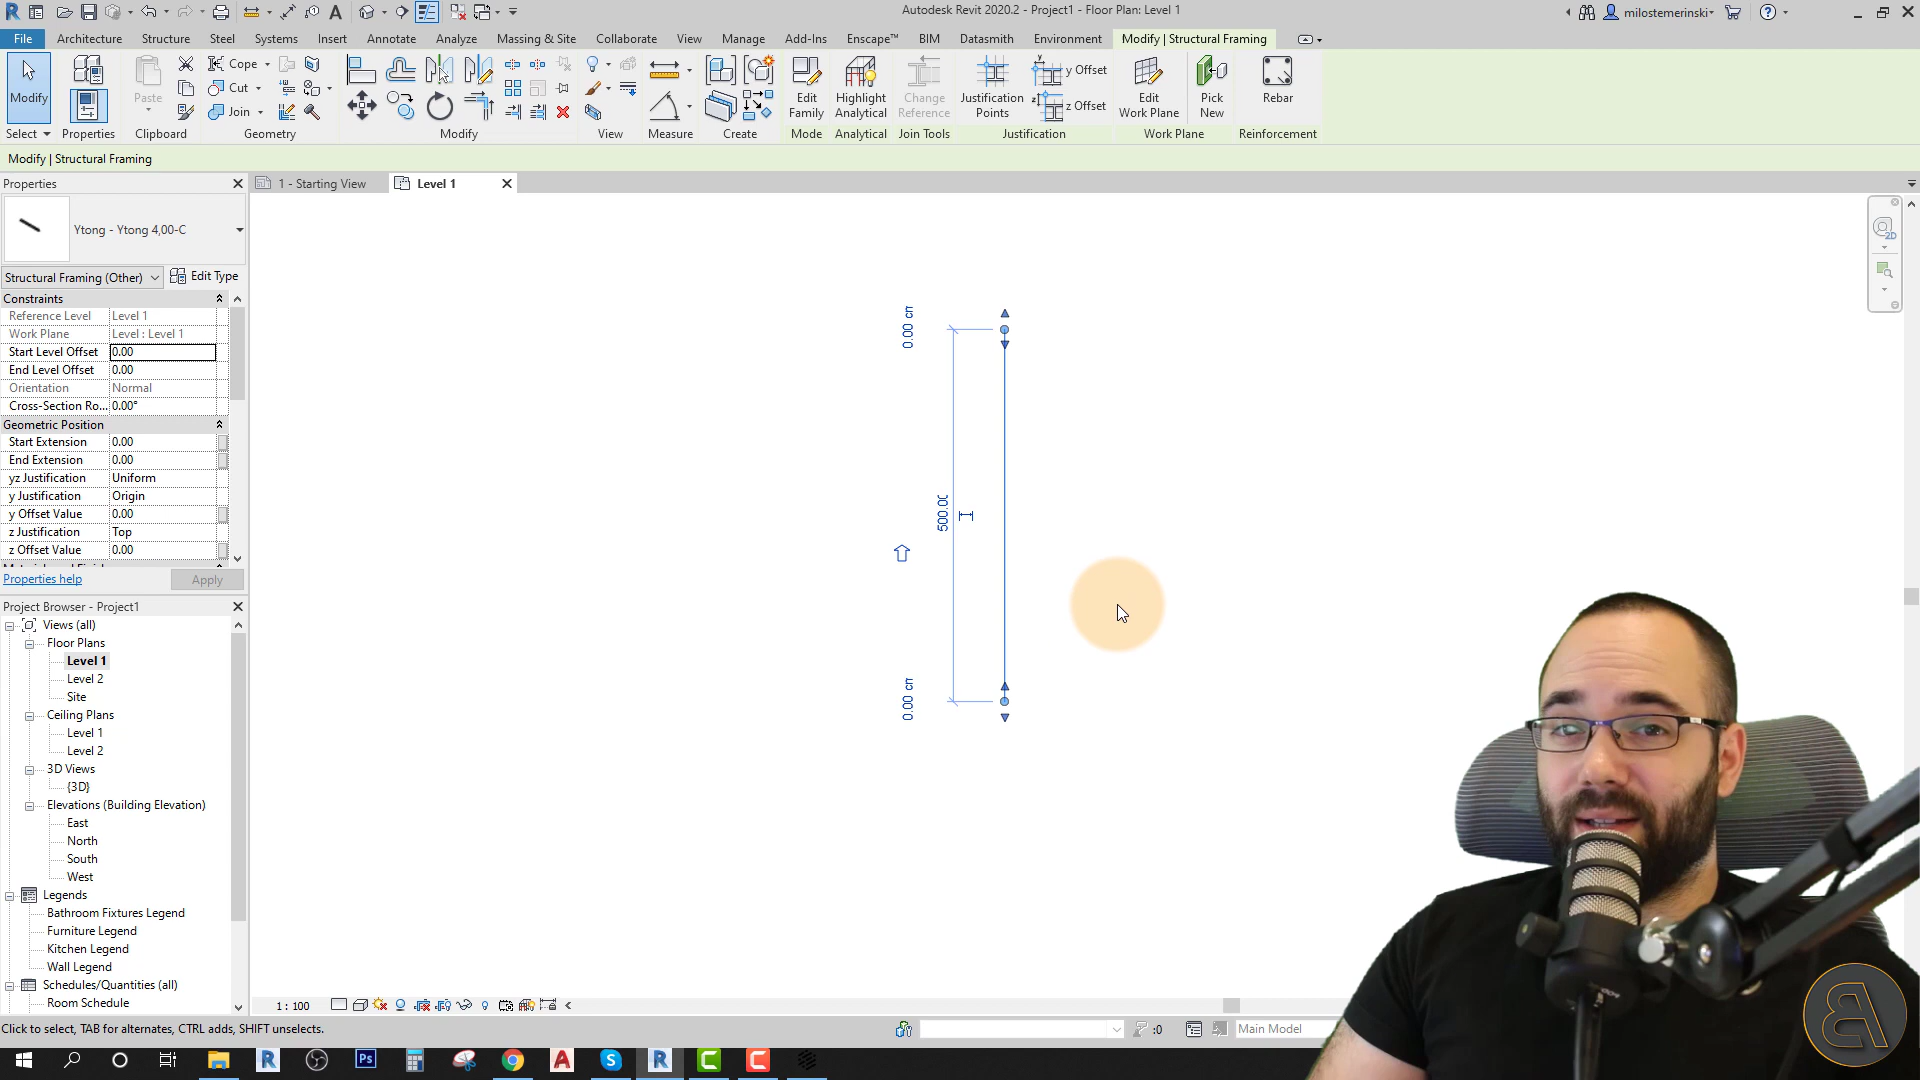 Autodesk Revit 2020.2 - Project1 - Floor Plan: Level 1
milostemerinski
File
Architecture
Structure
Steel
Systems
Insert
Annotate
Analyze
Massing & Site
Collaborate
View
Manage
Add-Ins
Enscape™
BIM
Datasmith
Environment
Modify | Structural Framing
Modify
Paste
Cope
Cut
Join
Edit Family
Highlight Analytical
Change Reference
Justification Points
y Offset
z Offset
Edit Work Plane
Pick New
Rebar
Select
Properties
Clipboard
Geometry
Modify
View
Measure
Create
Mode
Analytical
Join Tools
Justification
Work Plane
Reinforcement
Modify | Structural Framing
Properties
1 - Starting View
Level 1
Ytong - Ytong 4,00-C
Structural Framing (Other)
Edit Type
Constraints
Reference Level Level 1
Work Plane Level : Level 1
Start Level Offset 0.00
End Level Offset 0.00
Orientation Normal
Cross-Section Ro... 0.00°
Geometric Position
Start Extension 0.00
End Extension 0.00
yz Justification Uniform
y Justification Origin
y Offset Value 0.00
z Justification Top
z Offset Value 0.00
Properties help
Apply
Project Browser - Project1
Views (all)
Floor Plans
Level 1
Level 2
Site
Ceiling Plans
Level 1
Level 2
3D Views
{3D}
Elevations (Building Elevation)
East
North
South
West
Legends
Bathroom Fixtures Legend
Furniture Legend
Kitchen Legend
Wall Legend
Schedules/Quantities (all)
Room Schedule
0.00 cm
500.00
0.00 cm
2D
1 : 100
Click to select, TAB for alternates, CTRL adds, SHIFT unselects.
:0
Main Model